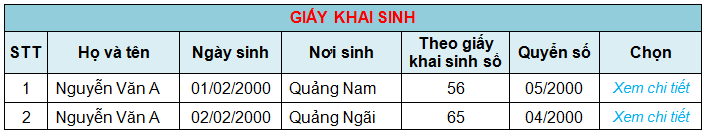 GIẤY KHAI SINH
STT Họ và tên Ngày sinh Nơi sinh Theo giấy khai sinh số Quyển số Chọn
1 Nguyễn Văn A 01/02/2000 Quảng Nam 56 05/2000 Xem chi tiết
2 Nguyễn Văn A 02/02/2000 Quảng Ngãi 65 04/2000 Xem chi tiết